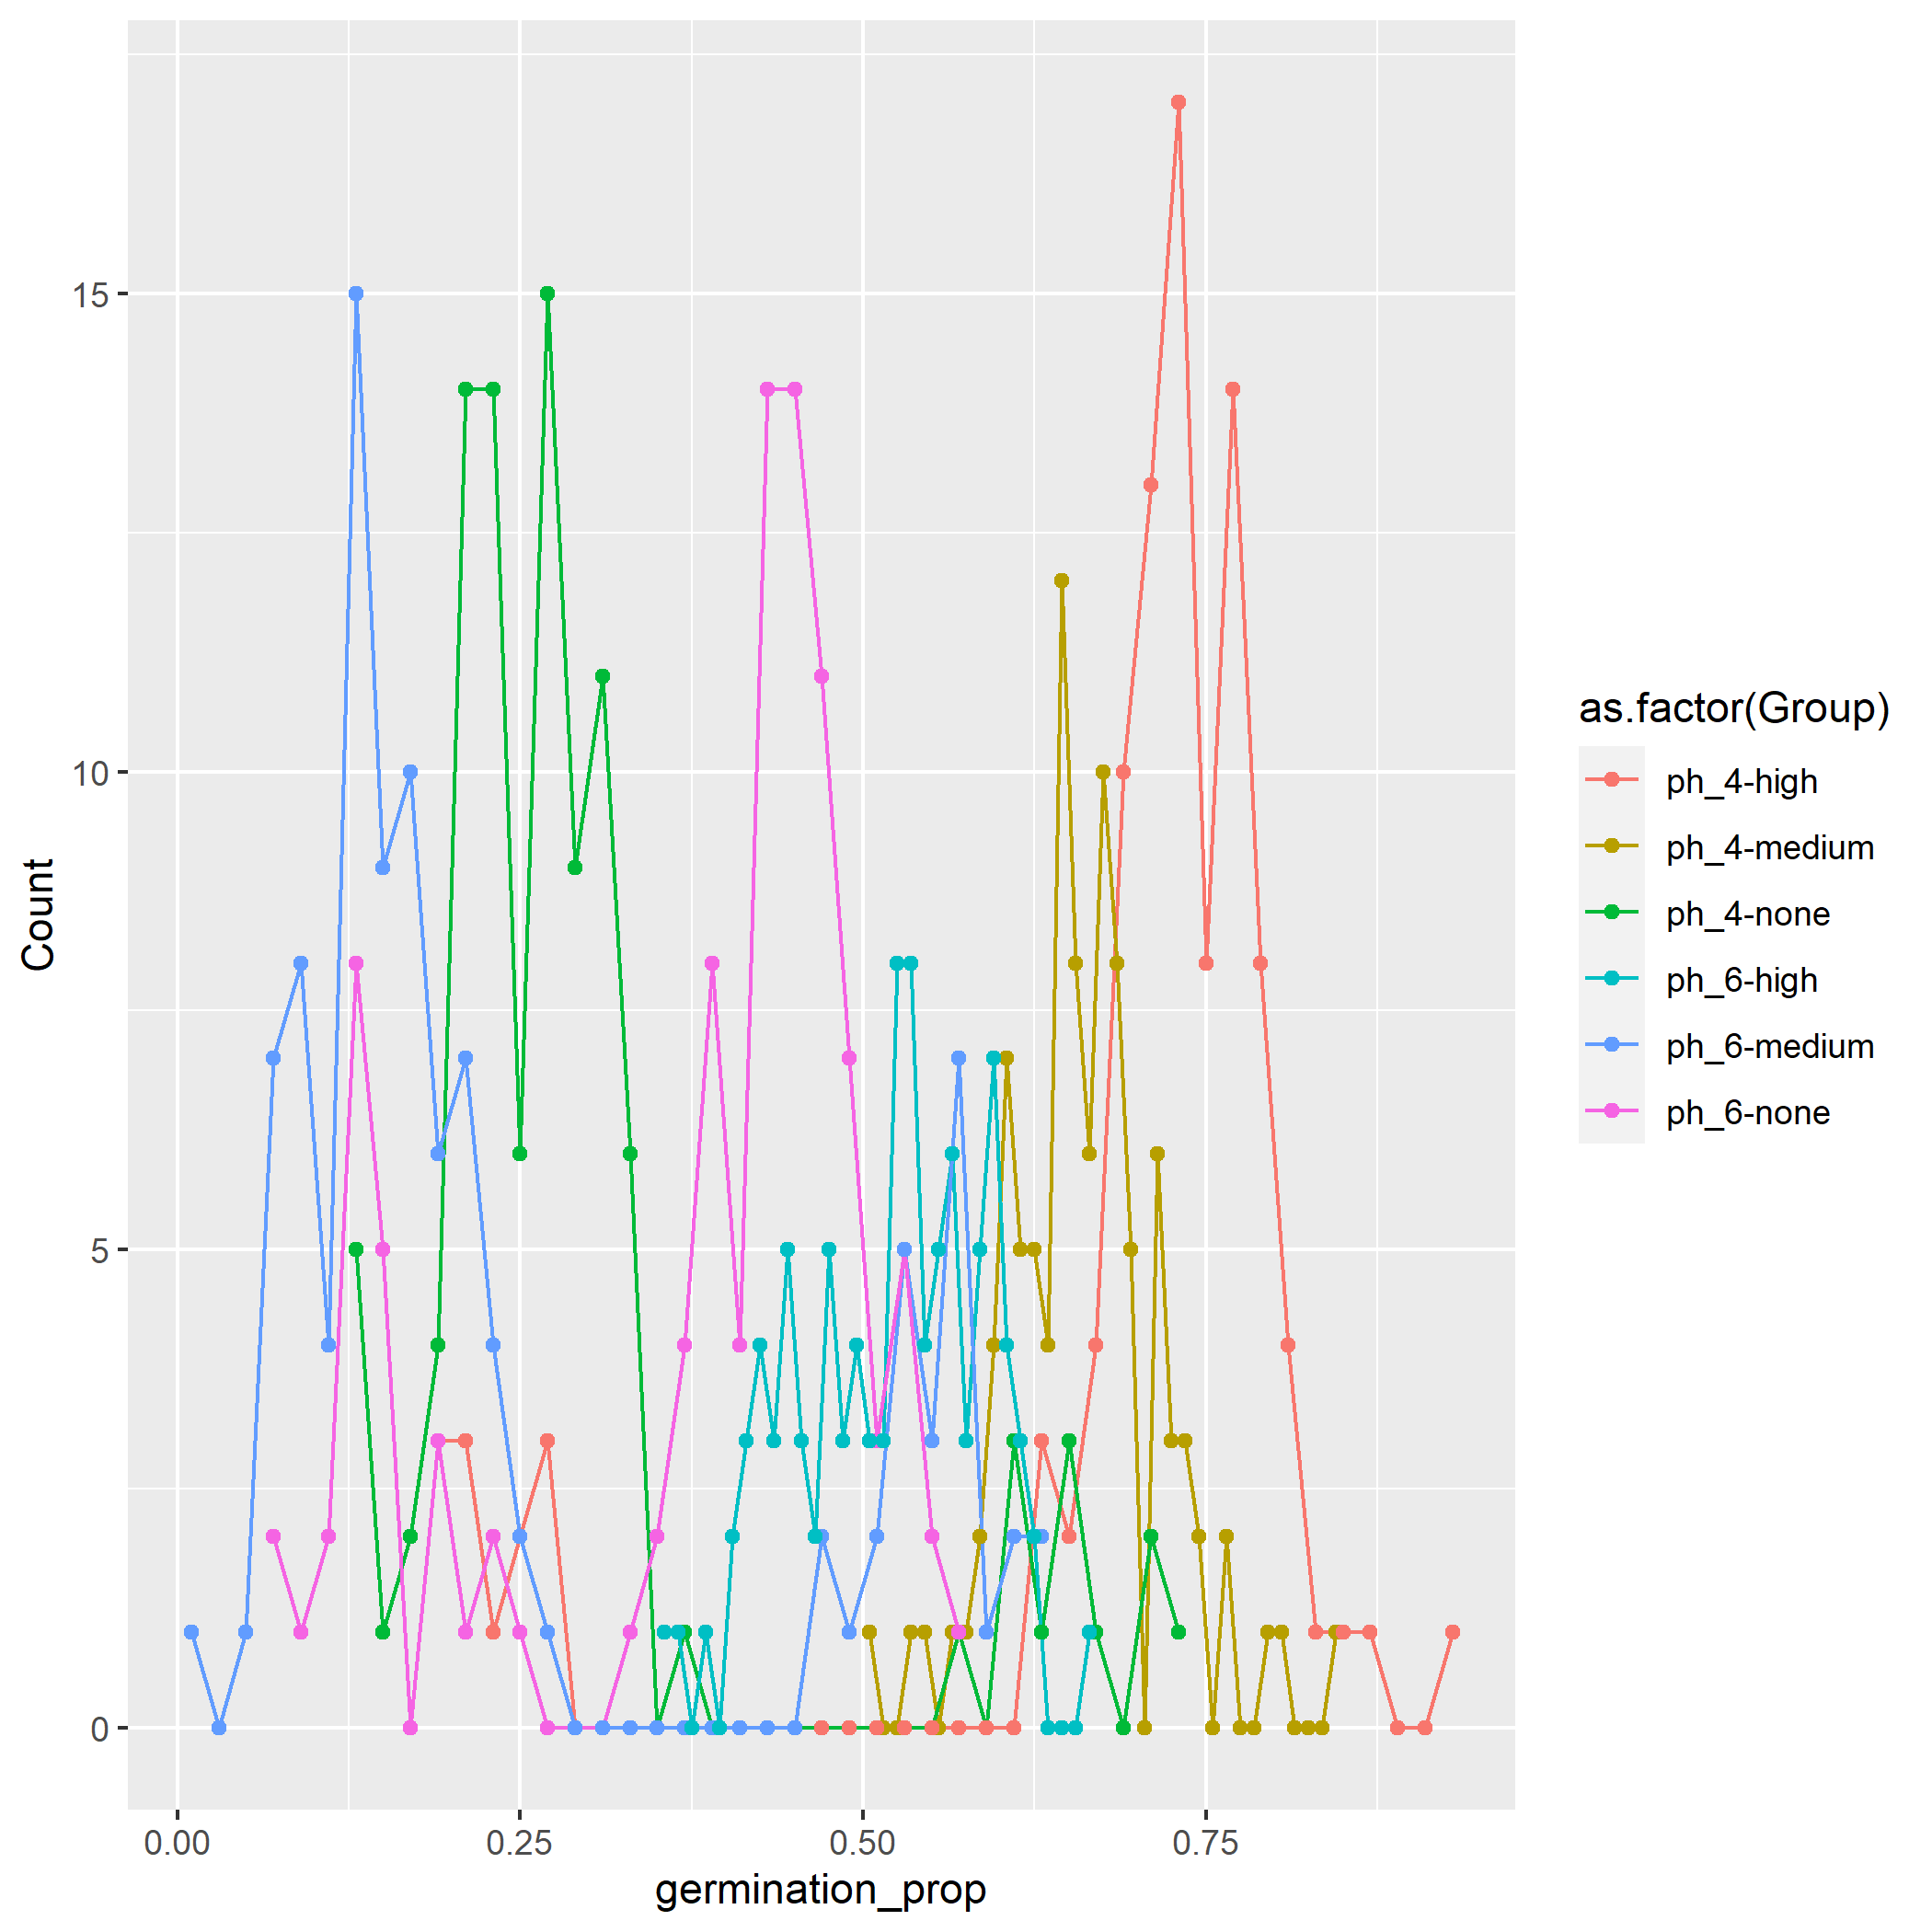 15
10
5
0
Count
0.00 0.25 0.50 0.75
germination_prop
as.factor(Group)
ph_4-high
ph_4-medium
ph_4-none
ph_6-high
ph_6-medium
ph_6-none